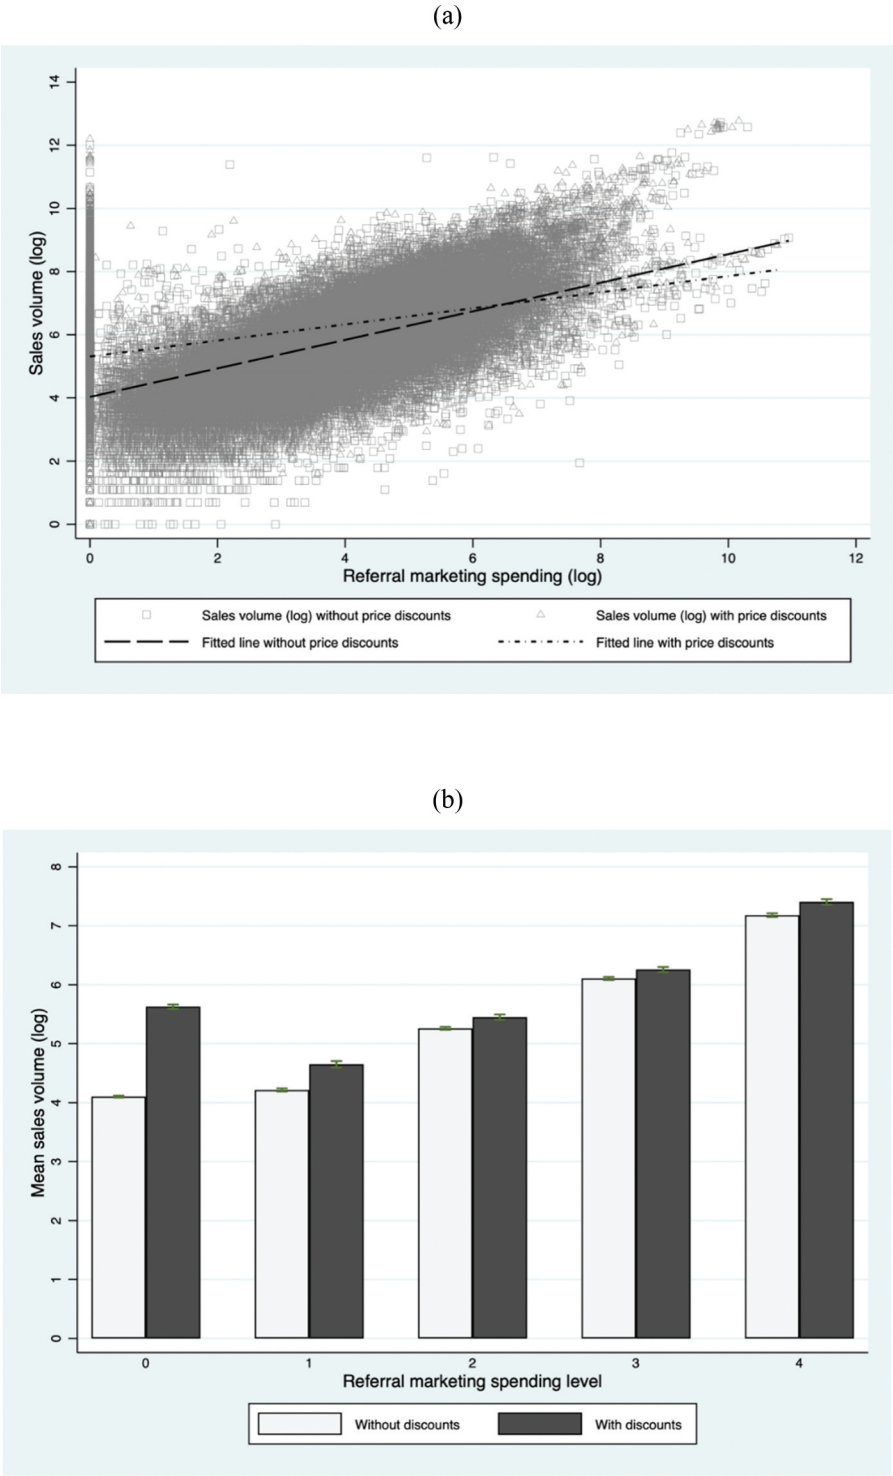 (a)
14
12
10
8
6
4
2
0
Sales volume (log)
0 2 4 6 8 10 12
Referral marketing spending (log)
Sales volume (log) without price discounts Sales volume (log) with price discounts
Fitted line without price discounts Fitted line with price discounts
(b)
8
7
6
5
4
3
2
1
0
Mean sales volume (log)
0 1 2 3 4
Referral marketing spending level
Without discounts With discounts